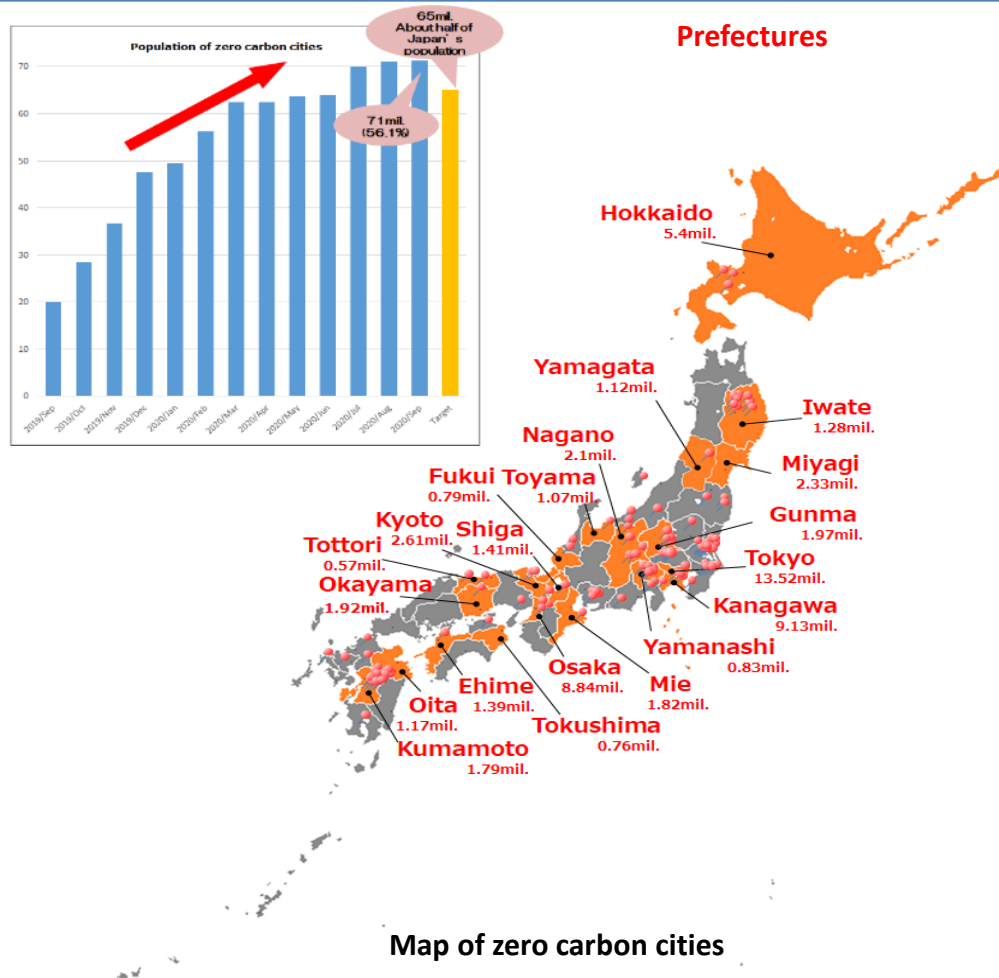 Prefectures
65mil.
About half of
Japan's
population
Population of zero carbon cities
71mil.
(56.1%)
70
60
50
40
30
20
10
0
2019/Sep
2019/Oct
2019/Nov
2019/Dec
2020/Jan
2020/Feb
2020/Mar
2020/Apr
2020/May
2020/Jun
2020/Jul
2020/Aug
2020/Sep
Target
Hokkaido
5.4mil.
Yamagata
1.12mil.
Iwate
1.28mil.
Nagano
2.1mil.
Miyagi
2.33mil.
Fukui
0.79mil.
Toyama
1.07mil.
Gunma
1.97mil.
Kyoto
2.61mil.
Shiga
1.41mil.
Tottori
0.57mil.
Tokyo
13.52mil.
Okayama
1.92mil.
Kanagawa
9.13mil.
Yamanashi
0.83mil.
Osaka
8.84mil.
Mie
1.82mil.
Ehime
1.39mil.
Oita
1.17mil.
Tokushima
0.76mil.
Kumamoto
1.79mil.
Map of zero carbon cities